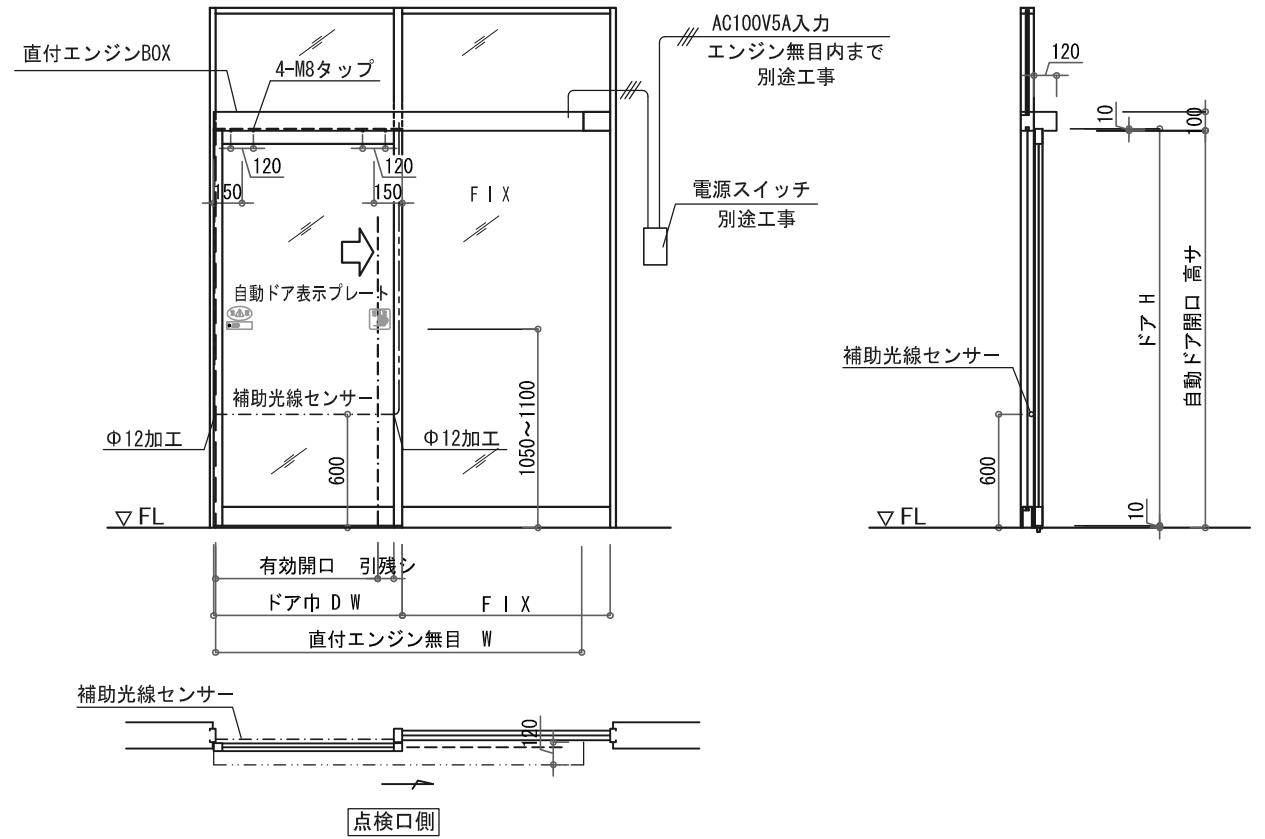 AC100V5A入力
エンジン無目内まで
別途工事
直付エンジンBOX
4-M8タップ
120
120
150
150
FIX
電源スイッチ
別途工事
自動ドア表示プレート
補助光線センサー
Φ12加工
Φ12加工
600
1050～1100
▽FL
有効開口
引残シ
ドア巾 DW
FIX
直付エンジン無目 W
120
10
100
ドア H
自動ドア開口 高サ
補助光線センサー
600
10
▽FL
補助光線センサー
120
点検口側